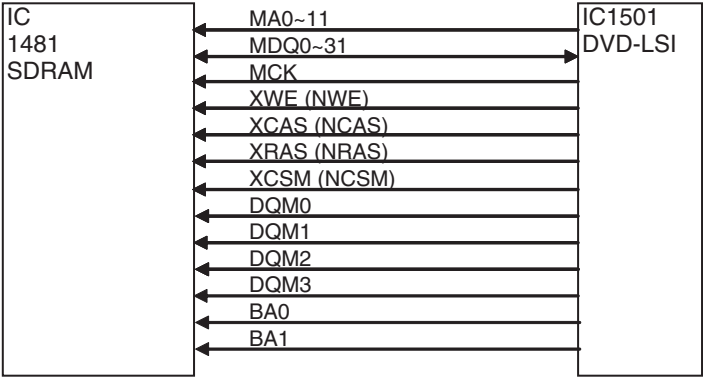 IC
1481
SDRAM
MA0~11
MDQ0~31
MCK
XWE (NWE)
XCAS (NCAS)
XRAS (NRAS)
XCSM (NCSM)
DQM0
DQM1
DQM2
DQM3
BA0
BA1
IC1501
DVD-LSI